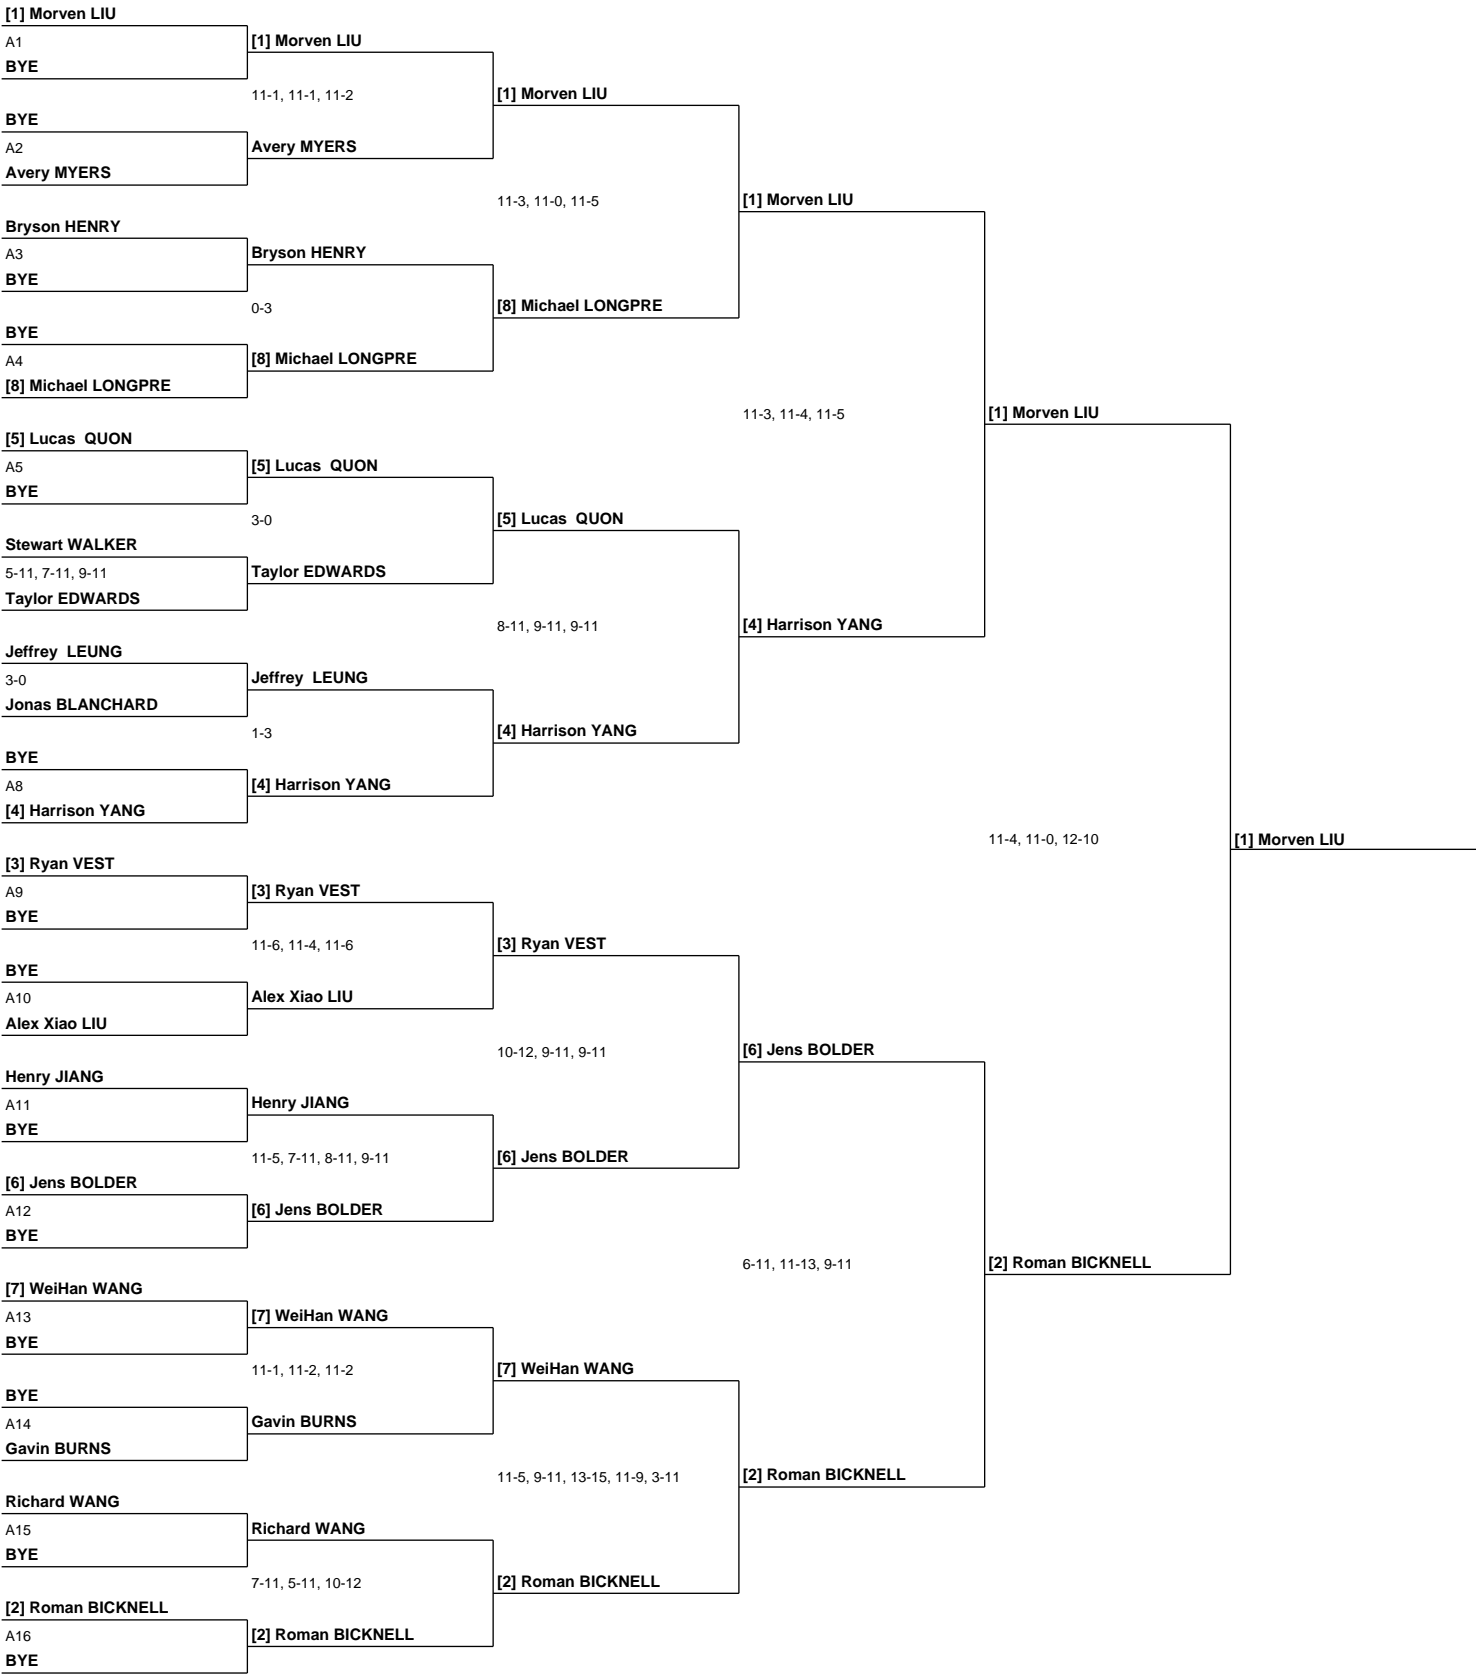 [1] Morven LIU
A1
BYE
BYE
A2
Avery MYERS
Bryson HENRY
A3
BYE
BYE
A4
[8] Michael LONGPRE
[5] Lucas  QUON
A5
BYE
Stewart WALKER
5-11, 7-11, 9-11
Taylor EDWARDS
Jeffrey  LEUNG
3-0
Jonas BLANCHARD
BYE
A8
[4] Harrison YANG
[3] Ryan VEST
A9
BYE
BYE
A10
Alex Xiao LIU
Henry JIANG
A11
BYE
[6] Jens BOLDER
A12
BYE
[7] WeiHan WANG
A13
BYE
BYE
A14
Gavin BURNS
Richard WANG
A15
BYE
[2] Roman BICKNELL
A16
BYE
[1] Morven LIU
11-1, 11-1, 11-2
Avery MYERS
Bryson HENRY
0-3
[8] Michael LONGPRE
[5] Lucas  QUON
3-0
Taylor EDWARDS
Jeffrey  LEUNG
1-3
[4] Harrison YANG
[3] Ryan VEST
11-6, 11-4, 11-6
Alex Xiao LIU
Henry JIANG
11-5, 7-11, 8-11, 9-11
[6] Jens BOLDER
[7] WeiHan WANG
11-1, 11-2, 11-2
Gavin BURNS
Richard WANG
7-11, 5-11, 10-12
[2] Roman BICKNELL
[1] Morven LIU
11-3, 11-0, 11-5
[8] Michael LONGPRE
[5] Lucas  QUON
8-11, 9-11, 9-11
[4] Harrison YANG
[3] Ryan VEST
10-12, 9-11, 9-11
[6] Jens BOLDER
[7] WeiHan WANG
11-5, 9-11, 13-15, 11-9, 3-11
[2] Roman BICKNELL
[1] Morven LIU
11-3, 11-4, 11-5
[4] Harrison YANG
[6] Jens BOLDER
6-11, 11-13, 9-11
[2] Roman BICKNELL
[1] Morven LIU
11-4, 11-0, 12-10
[2] Roman BICKNELL
[1] Morven LIU